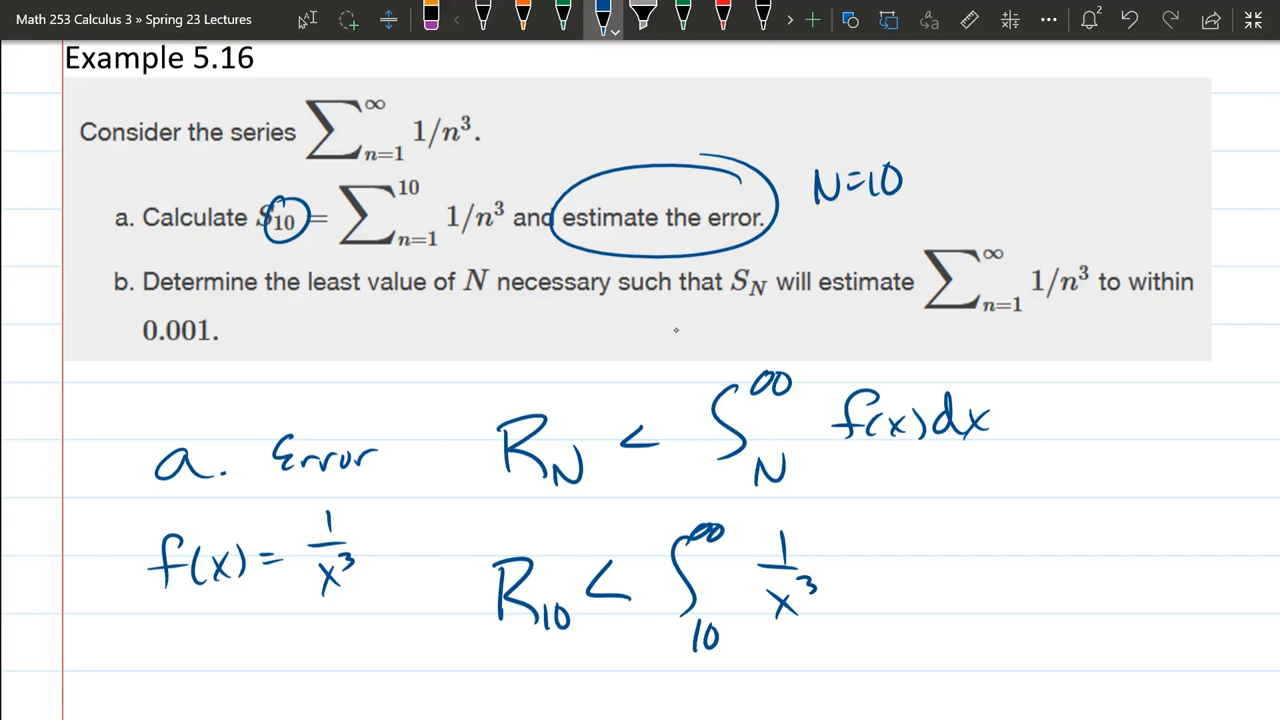 Math 253 Calculus 3 » Spring 23 Lectures
2
Example 5.16
Consider the series ∑_{n=1}^{∞} 1/n³.
a. Calculate S₁₀ = ∑_{n=1}^{10} 1/n³ and estimate the error. N=10
b. Determine the least value of N necessary such that S_N will estimate ∑_{n=1}^{∞} 1/n³ to within
0.001.
a. Error R_N < ∫_N^∞ f(x)dx
f(x) = 1/x³ R₁₀ < ∫_{10}^∞ 1/x³